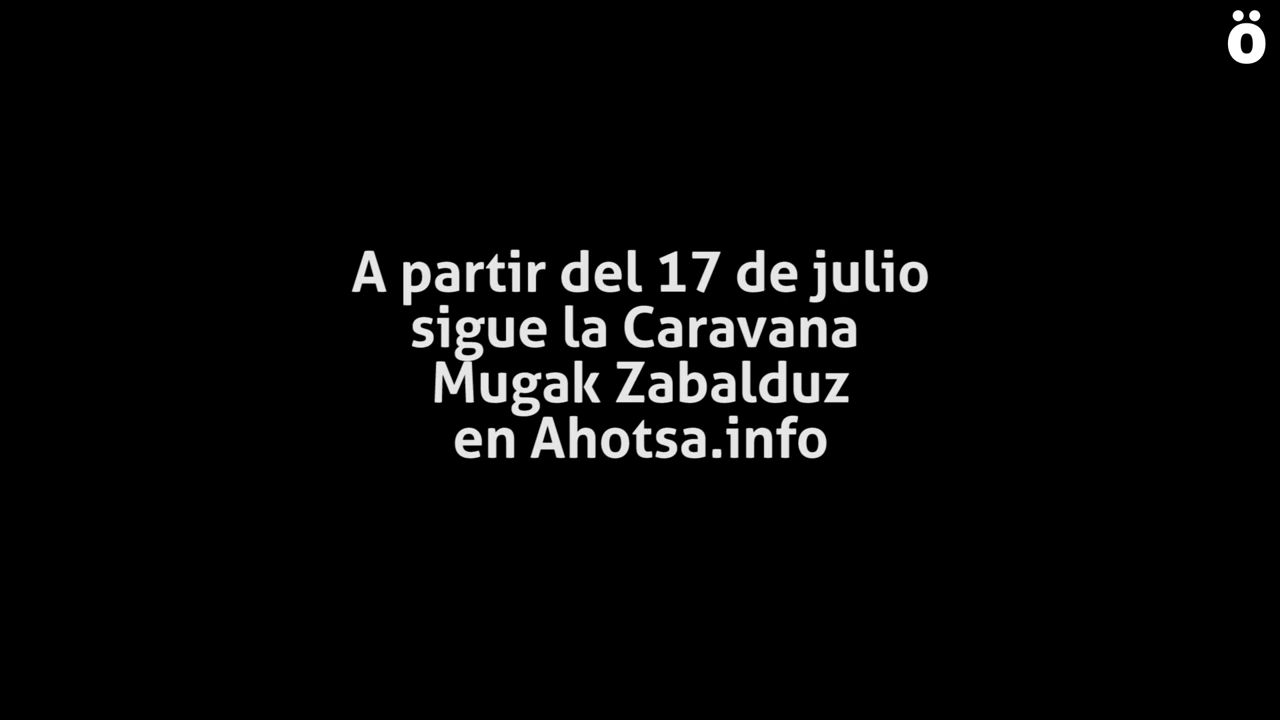 ö
A partir del 17 de julio
sigue la Caravana
Mugak Zabalduz
en Ahotsa.info